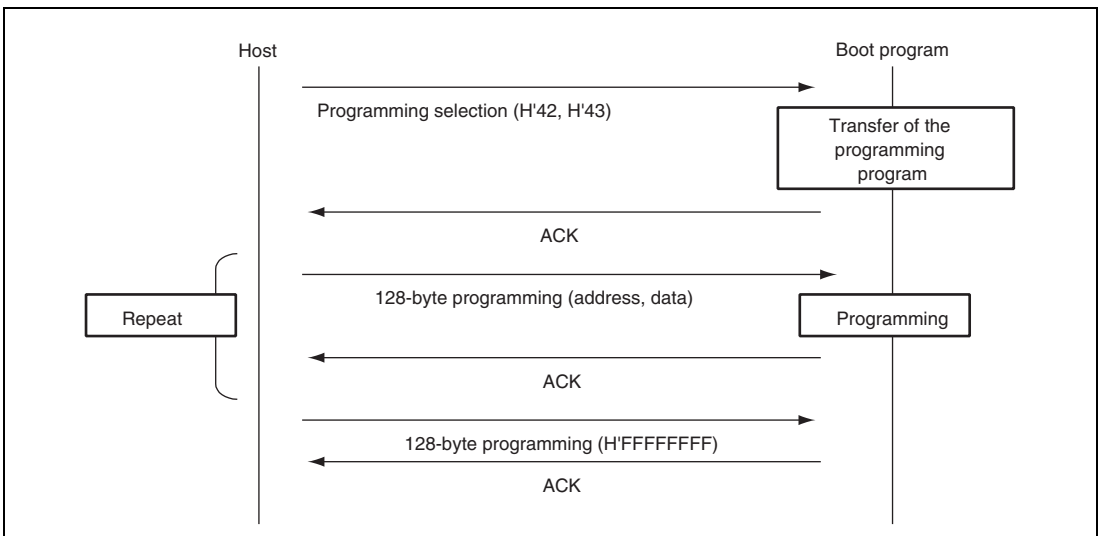 Host
Boot program
Programming selection (H'42, H'43)
Transfer of the
programming
program
ACK
128-byte programming (address, data)
Repeat
Programming
ACK
128-byte programming (H'FFFFFFFF)
ACK